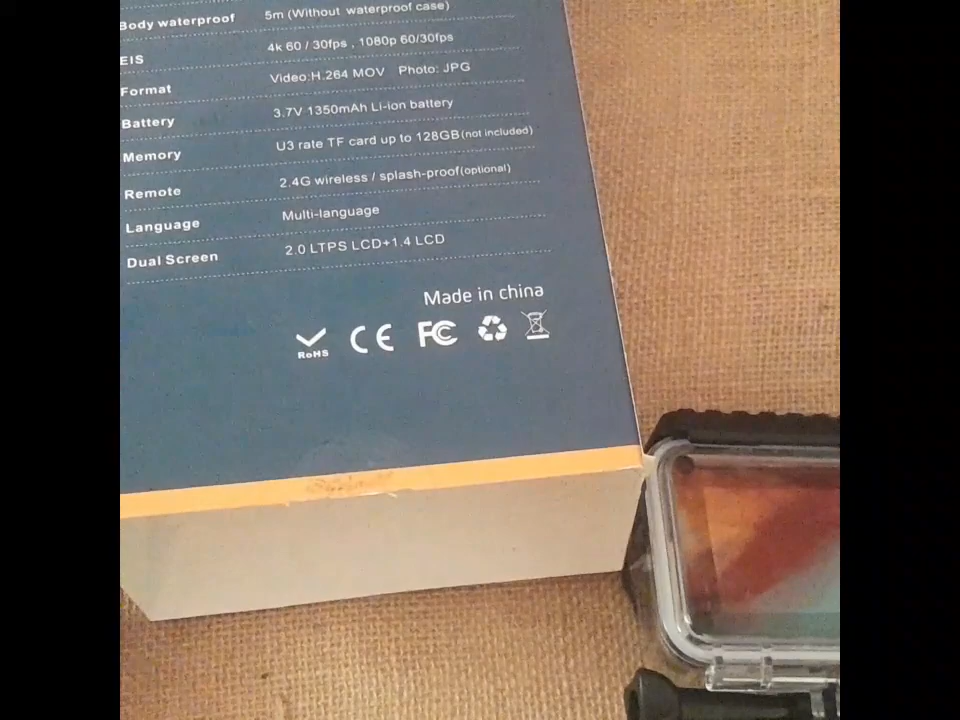 Body waterproof 5m (Without waterproof case)
EIS 4k 60 / 30fps , 1080p 60/30fps
Format Video:H.264 MOV Photo: JPG
Battery 3.7V 1350mAh Li-ion battery
Memory U3 rate TF card up to 128GB(not included)
Remote 2.4G wireless / splash-proof(optional)
Language Multi-language
Dual Screen 2.0 LTPS LCD+1.4 LCD
Made in china
RoHS CE FC